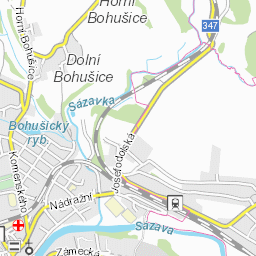 Horní
Bohušice
347
Horní Bohušice
Dolní
Bohušice
Sázavka
Bohušický
ryb.
Josefodolská
Komenského
Nádražní
Sázava
Zámecká